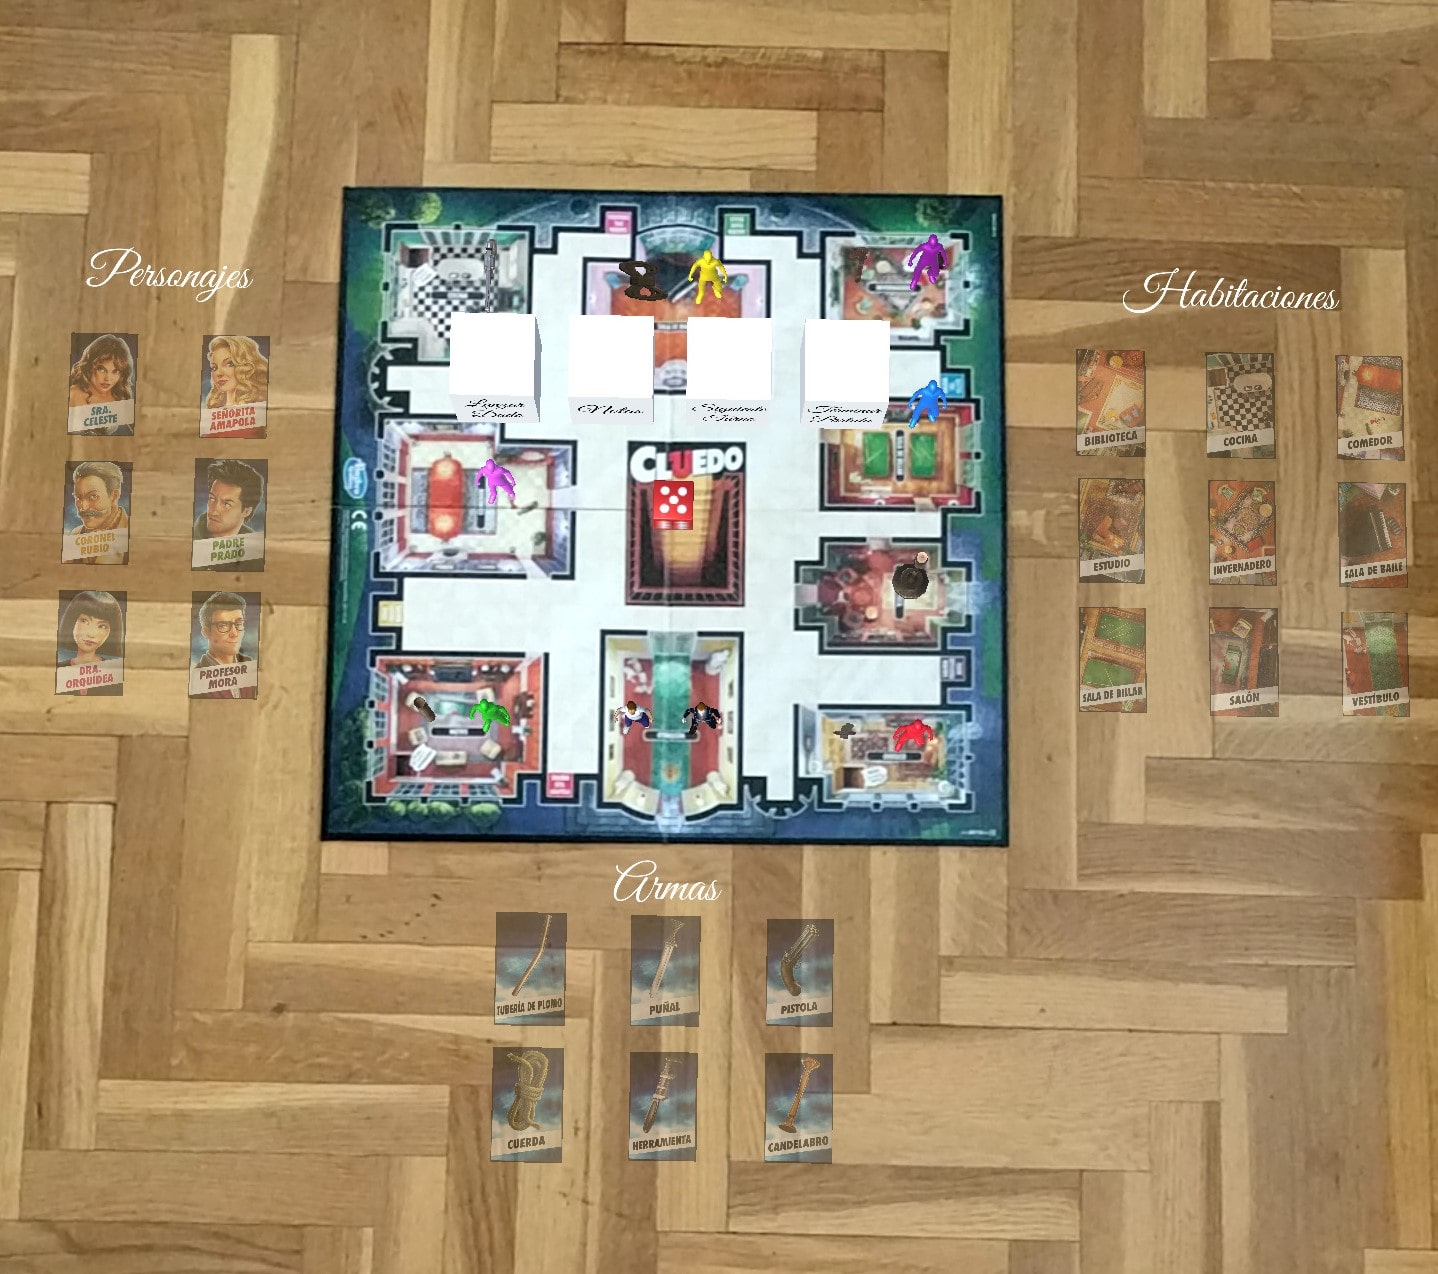 Personajes
SRA.
CELESTE
SEÑORITA
AMAPOLA
CORONEL
RUBIO
PADRE
PRADO
DRA.
ORQUÍDEA
PROFESOR
MORA
Lanzar
Dado
Notas
Siguiente
Turno
Terminar
Partida
CLUEDO
CE
Habitaciones
BIBLIOTECA
COCINA
COMEDOR
ESTUDIO
INVERNADERO
SALA DE BAILE
SALA DE BILLAR
SALÓN
VESTÍBULO
Armas
TUBERÍA DE PLOMO
PUÑAL
PISTOLA
CUERDA
HERRAMIENTA
CANDELABRO